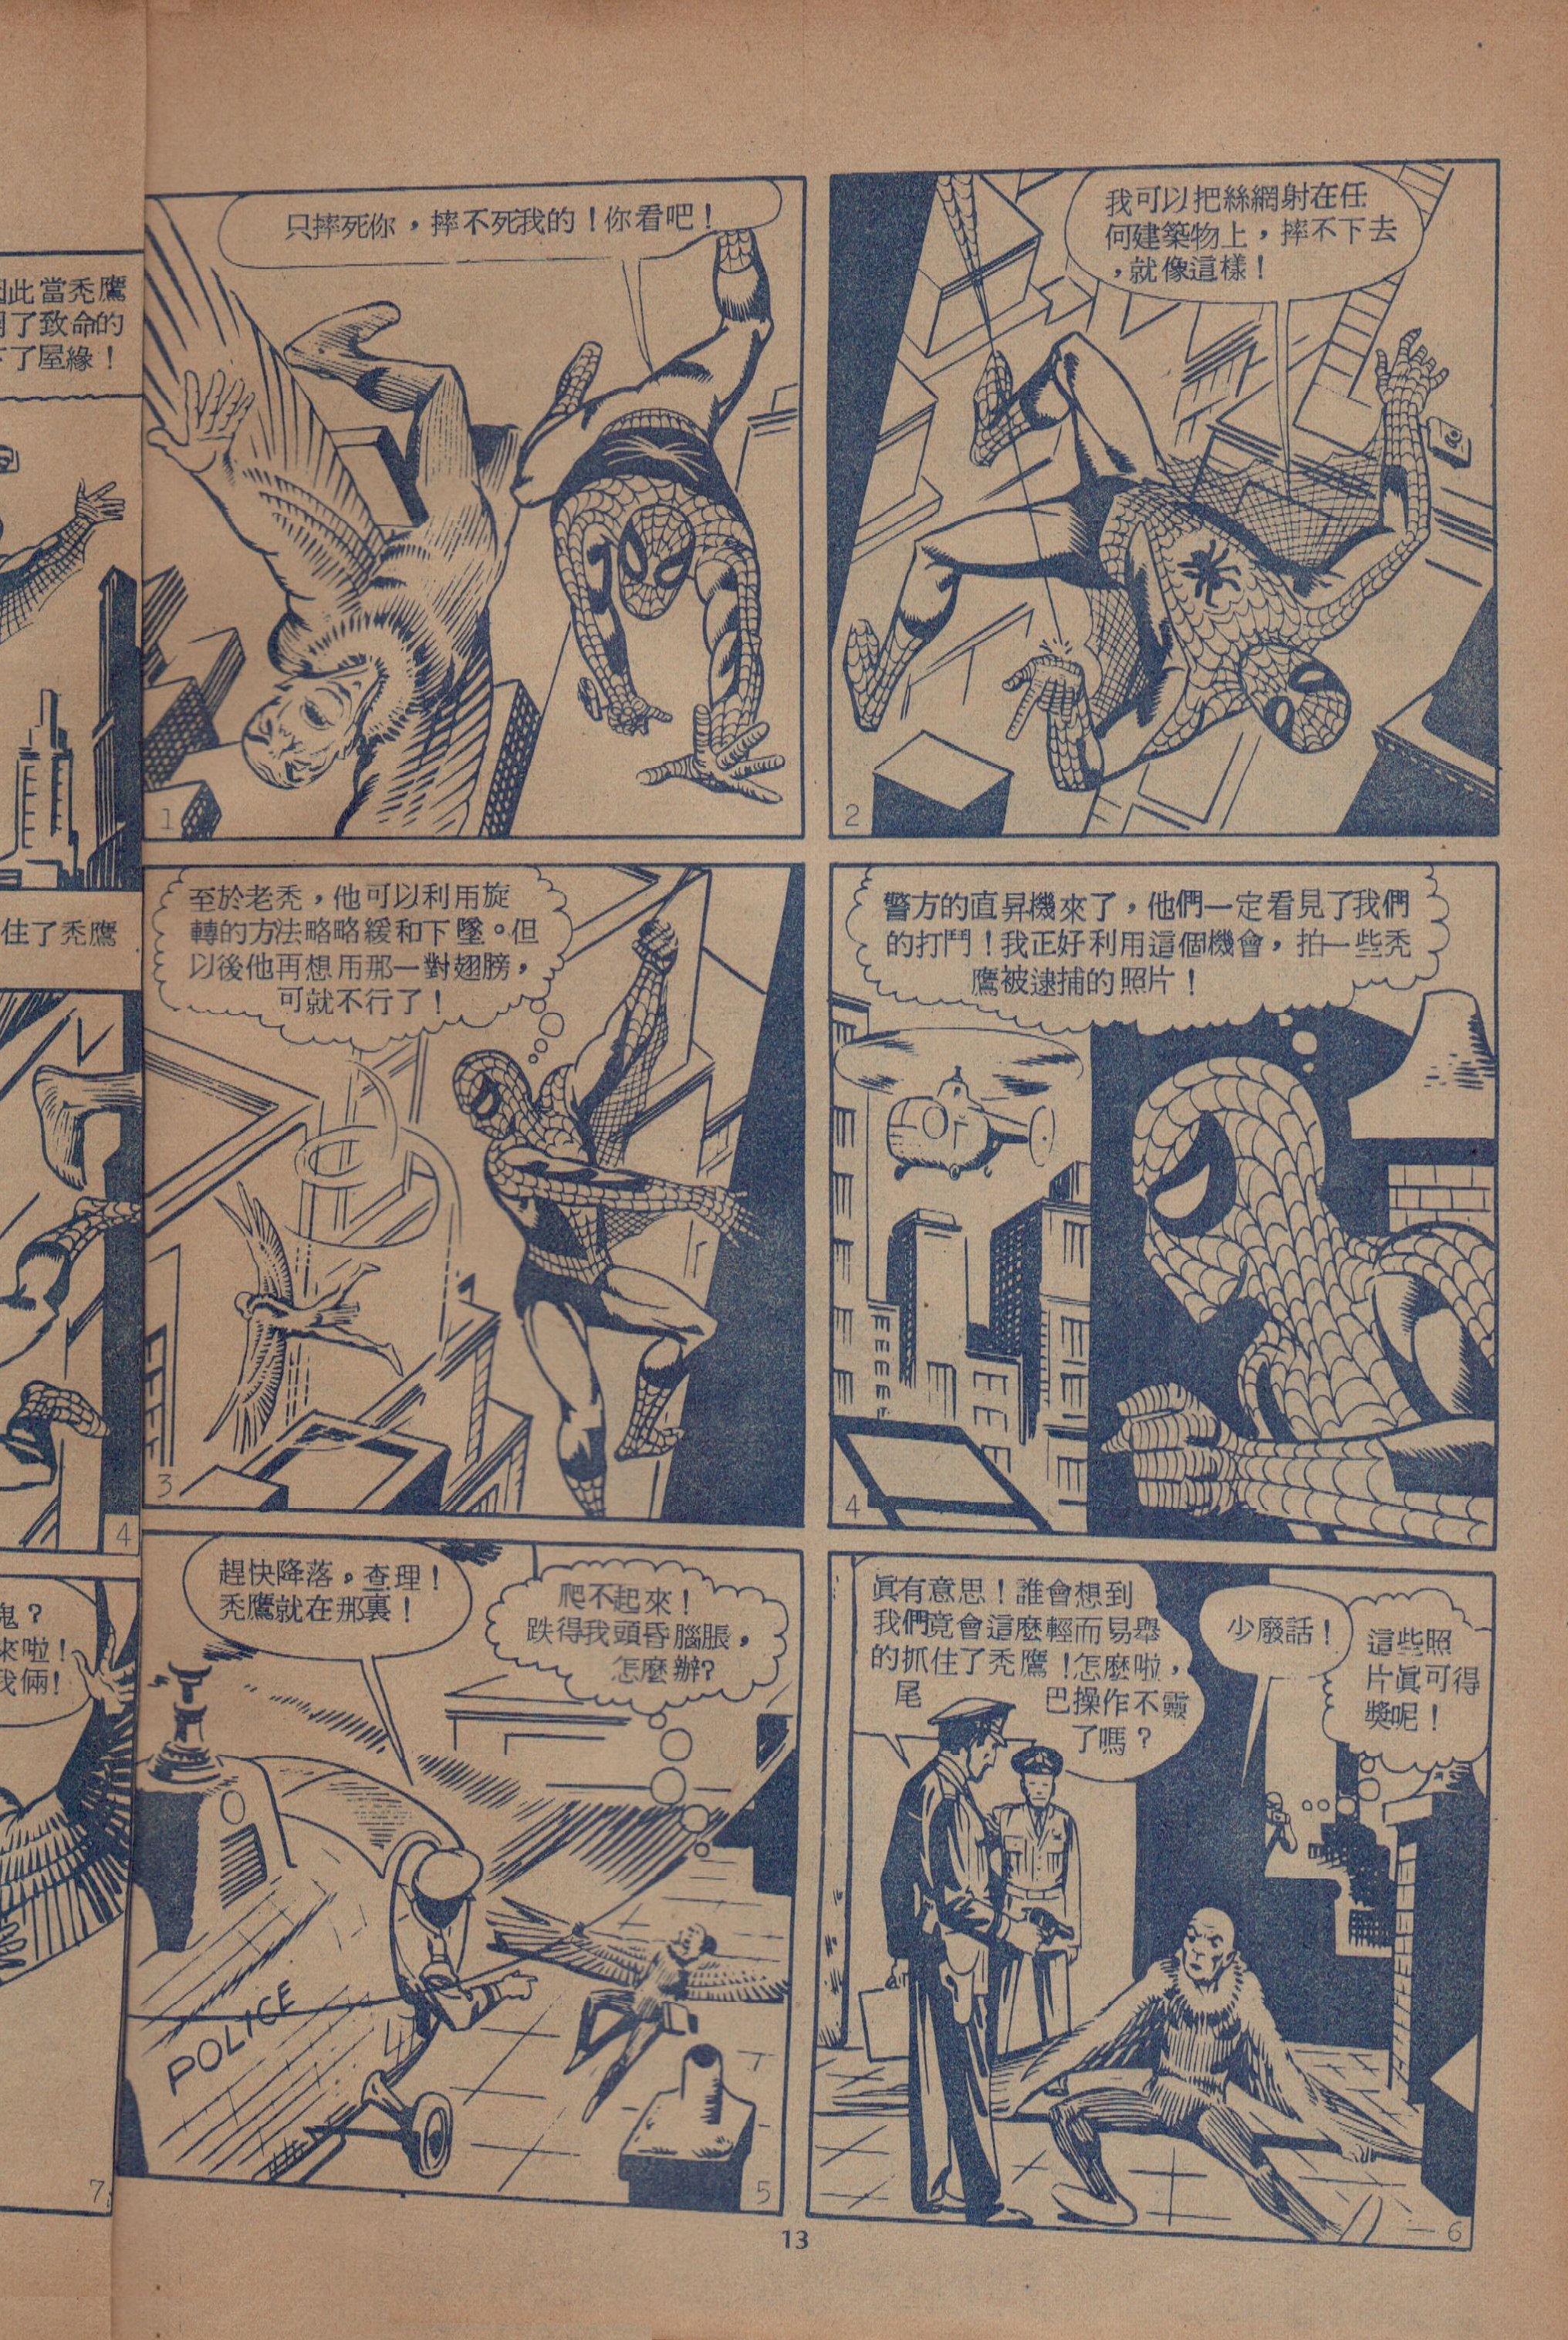 因此當禿鷹
了致命的
下了屋緣！
住了禿鷹
4
鬼？
來啦！
我倆！
7
只摔死你，摔不死我的！你看吧！
1
我可以把絲網射在任
何建築物上，摔不下去
，就像這樣！
2
至於老禿，他可以利用旋
轉的方法略略緩和下墜。但
以後他再想用那一對翅膀，
可就不行了！
3
警方的直昇機來了，他們一定看見了我們
的打鬥！我正好利用這個機會，拍一些禿
鷹被逮捕的照片！
4
趕快降落，查理！
禿鷹就在那裏！
爬不起來！
跌得我頭昏腦脹，
怎麼辦？
POLICE
5
眞有意思！誰會想到
我們竟會這麼輕而易舉
的抓住了禿鷹！怎麼啦，
尾巴操作不靈
了嗎？
少廢話！
這些照
片眞可得
獎呢！
6
13